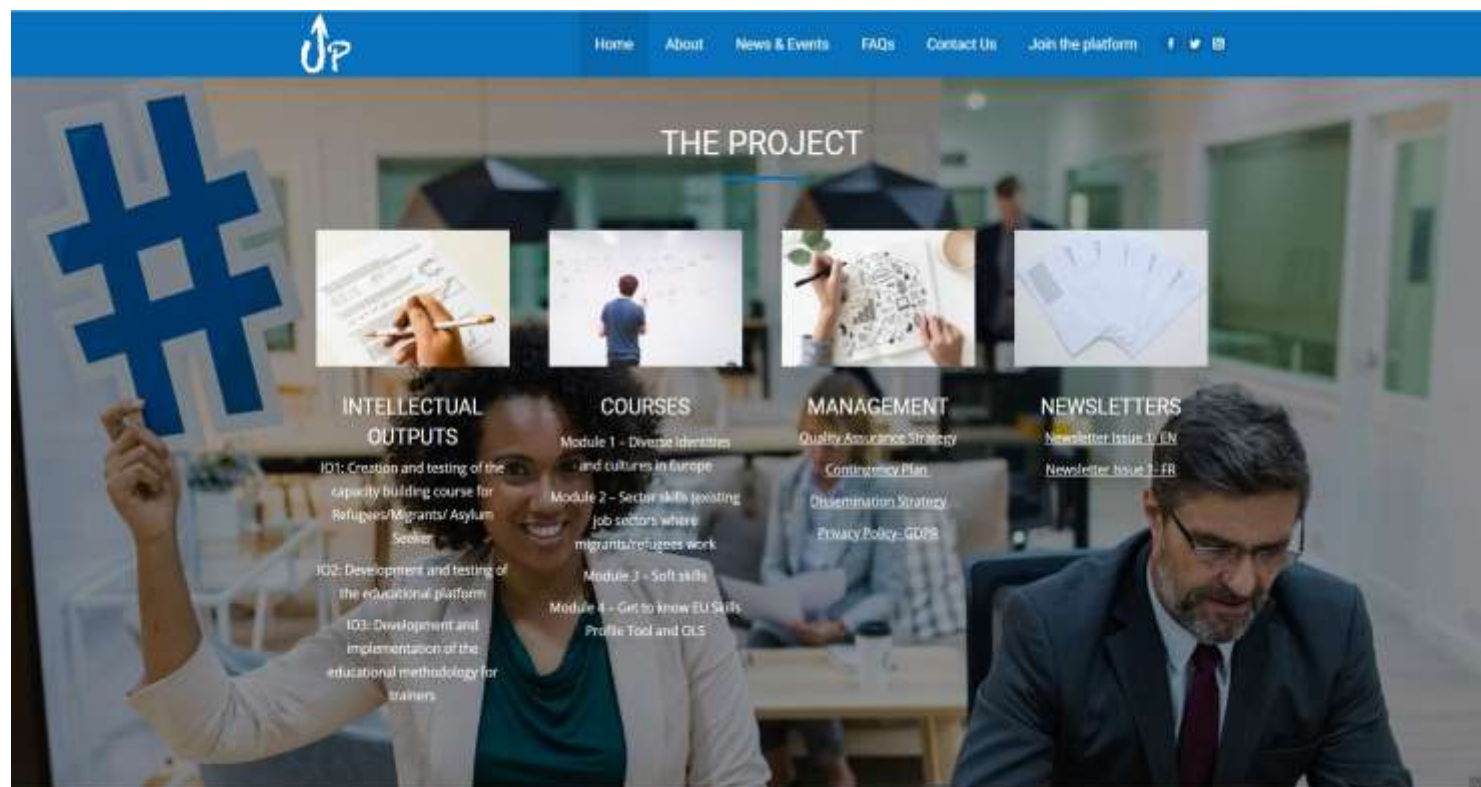 UP
Home About News & Events FAQs Contact Us Join the platform
THE PROJECT
INTELLECTUAL
OUTPUTS
IO1: Creation and testing of the
capacity building course for
Refugees/Migrants/ Asylum
Seeker
IO2: Development and testing of
the educational platform
IO3: Development and
implementation of the
educational methodology for
trainers
COURSES
Module 1 – Diverse identities
and cultures in Europe
Module 2 – Sector skills (existing
job sectors where
migrants/refugees work
Module 3 – Soft skills
Module 4 – Get to know EU Skills
Profile Tool and OLS
MANAGEMENT
Quality Assurance Strategy
Contingency Plan
Dissemination Strategy
Privacy Policy- GDPR
NEWSLETTERS
Newsletter Issue 1- EN
Newsletter Issue 1- FR